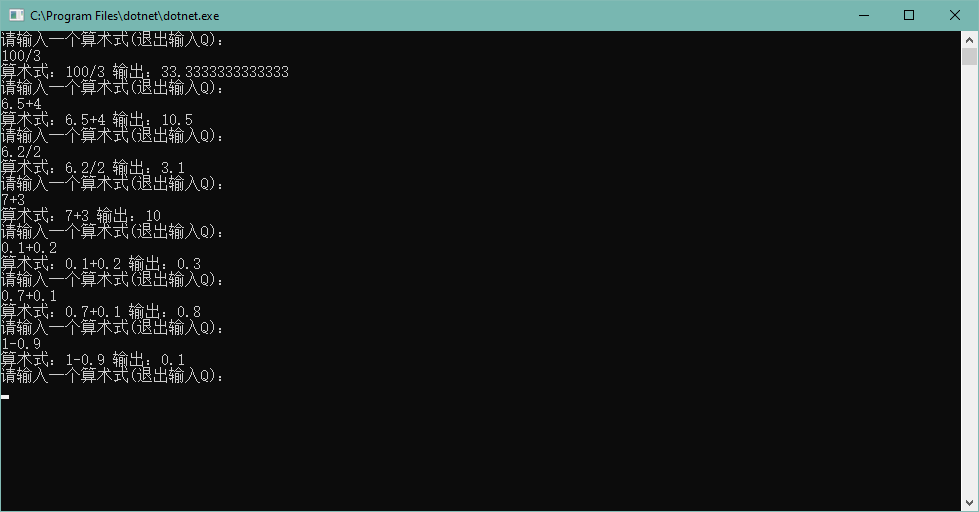 C:\Program Files\dotnet\dotnet.exe
请输入一个算术式(退出输入Q):
100/3
算术式: 100/3 输出: 33.3333333333333
请输入一个算术式(退出输入Q):
6.5+4
算术式: 6.5+4 输出: 10.5
请输入一个算术式(退出输入Q):
6.2/2
算术式: 6.2/2 输出: 3.1
请输入一个算术式(退出输入Q):
7+3
算术式: 7+3 输出: 10
请输入一个算术式(退出输入Q):
0.1+0.2
算术式: 0.1+0.2 输出: 0.3
请输入一个算术式(退出输入Q):
0.7+0.1
算术式: 0.7+0.1 输出: 0.8
请输入一个算术式(退出输入Q):
1-0.9
算术式: 1-0.9 输出: 0.1
请输入一个算术式(退出输入Q):